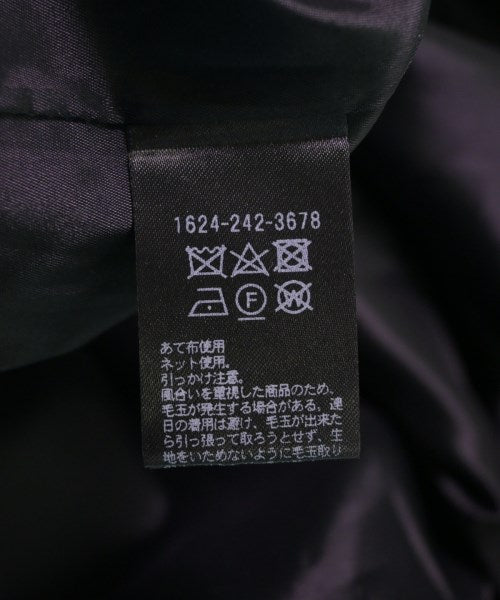 1624-242-3678
F W
あて布使用
ネット使用。
引っかけ注意。
風合いを重視した商品のため、
毛玉が発生する場合がある。連
日の着用は避け、毛玉が出来た
ら引っ張って取ろうとせず、生
地をいためないように毛玉取り